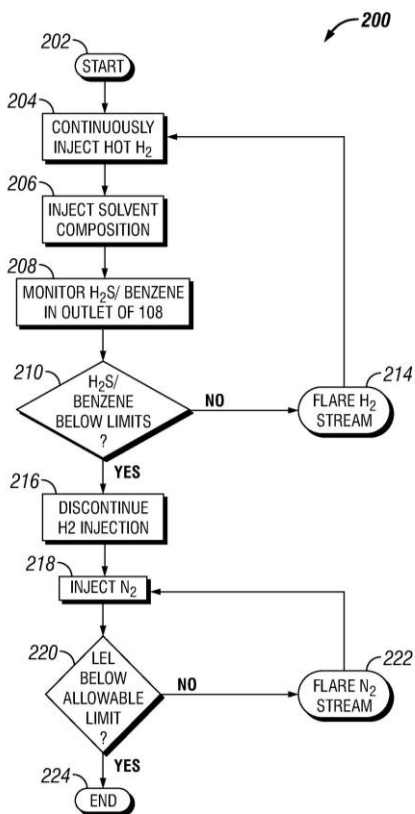 200
202
START
204
CONTINUOUSLY
INJECT HOT H2
206
INJECT SOLVENT
COMPOSITION
208
MONITOR H2S/ BENZENE
IN OUTLET OF 108
210
H2S/
BENZENE
BELOW LIMITS
?
NO
214
FLARE H2
STREAM
YES
216
DISCONTINUE
H2 INJECTION
218
INJECT N2
220
LEL
BELOW
ALLOWABLE
LIMIT
?
NO
222
FLARE N2
STREAM
YES
224
END